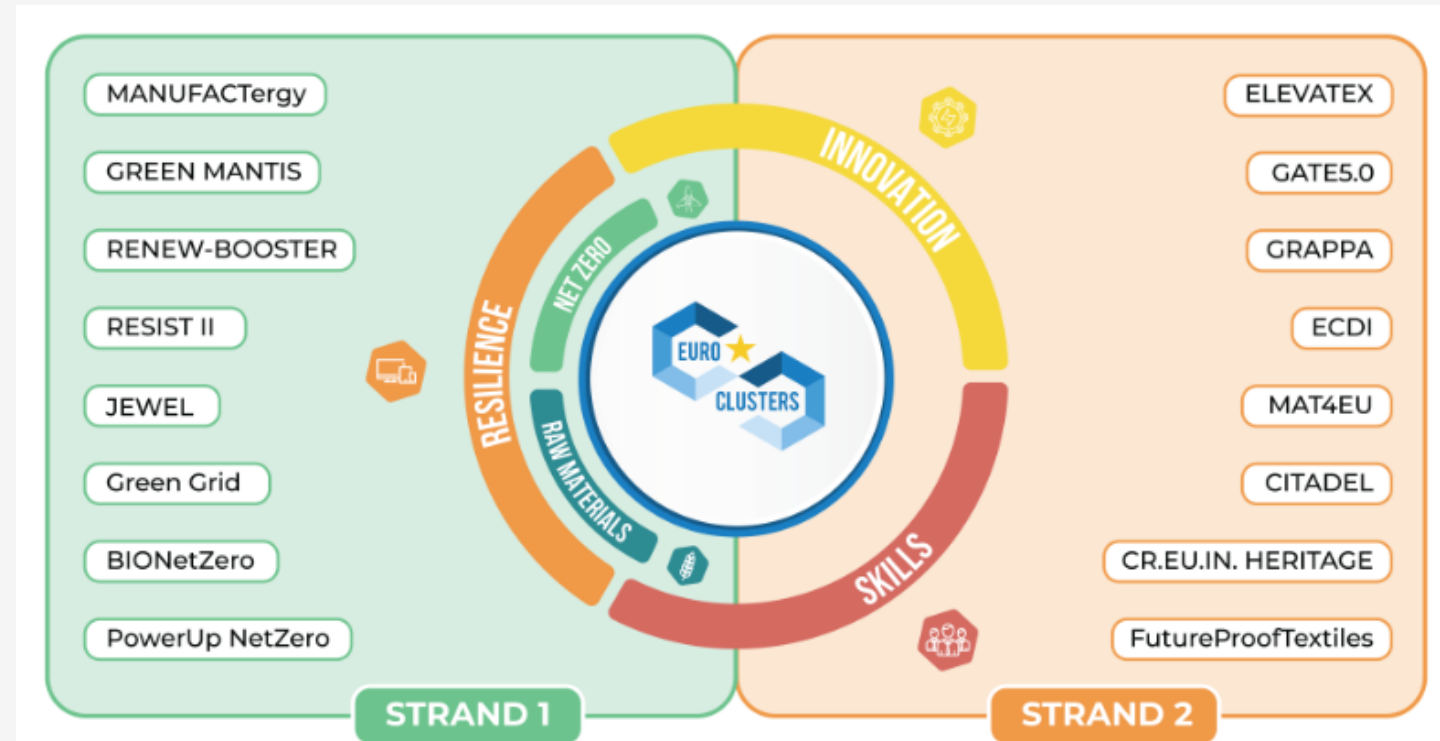 MANUFACTergy
GREEN MANTIS
RENEW-BOOSTER
RESIST II
JEWEL
Green Grid
BIONetZero
PowerUp NetZero
STRAND 1
RESILIENCE
NET ZERO
RAW MATERIALS
EURO
CLUSTERS
INNOVATION
SKILLS
ELEVATEX
GATE5.0
GRAPPA
ECDI
MAT4EU
CITADEL
CR.EU.IN. HERITAGE
FutureProofTextiles
STRAND 2